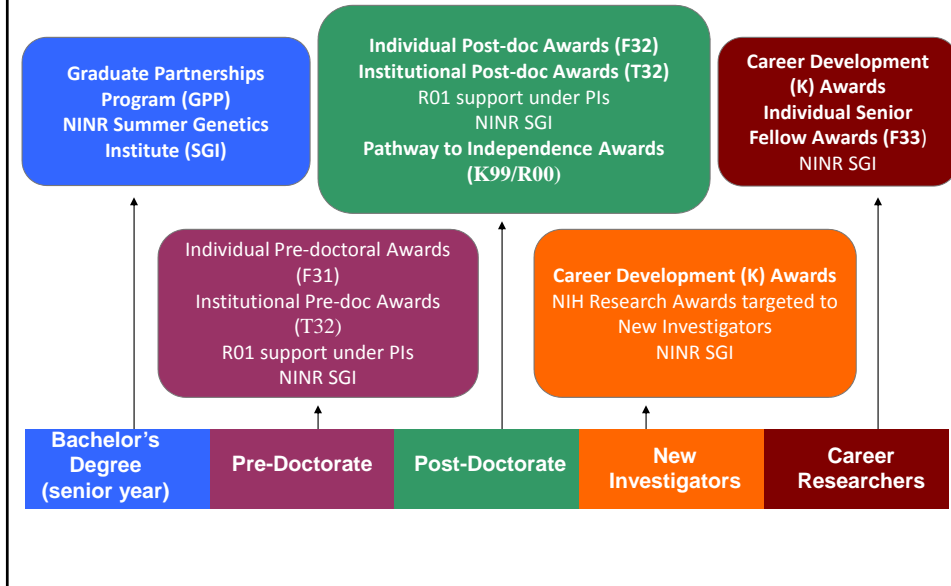 Graduate Partnerships
Program (GPP)
NINR Summer Genetics
Institute (SGI)
Individual Post-doc Awards (F32)
Institutional Post-doc Awards (T32)
R01 support under PIs
NINR SGI
Pathway to Independence Awards
(K99/R00)
Career Development
(K) Awards
Individual Senior
Fellow Awards (F33)
NINR SGI
Individual Pre-doctoral Awards
(F31)
Institutional Pre-doc Awards
(T32)
R01 support under PIs
NINR SGI
Career Development (K) Awards
NIH Research Awards targeted to
New Investigators
NINR SGI
Bachelor's
Degree
(senior year)
Pre-Doctorate
Post-Doctorate
New
Investigators
Career
Researchers